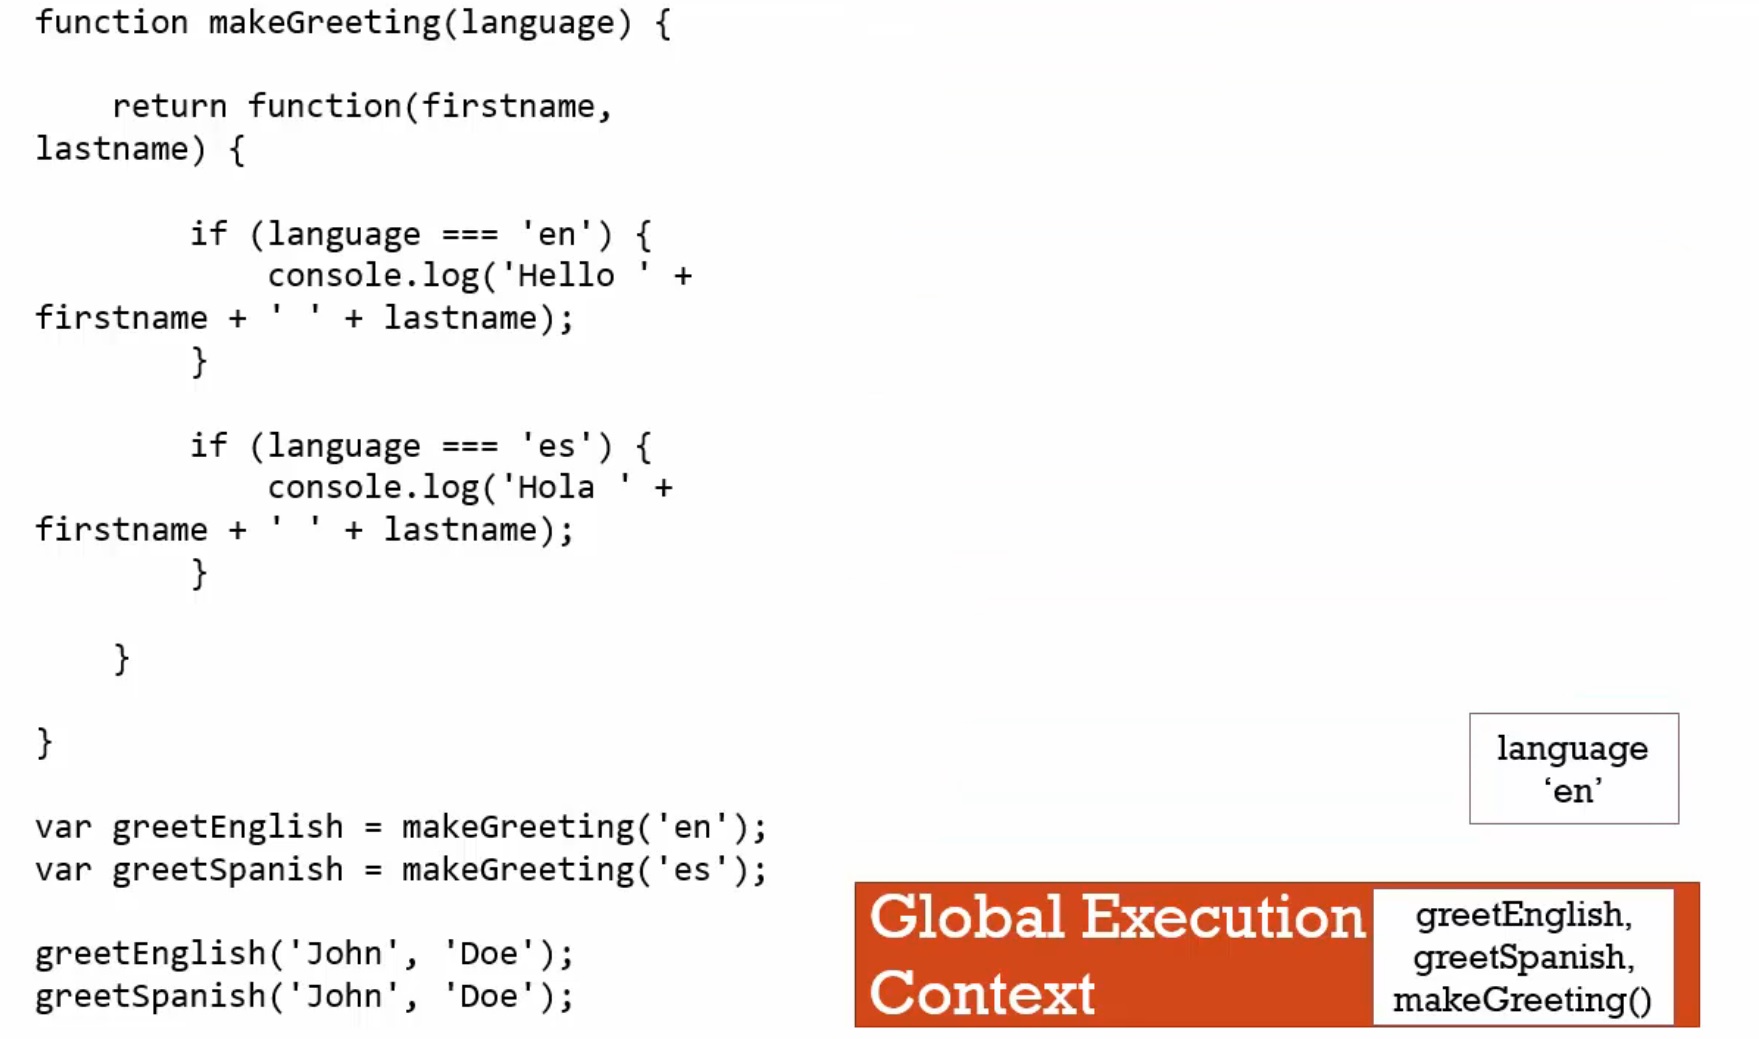 function makeGreeting(language) {
    return function(firstname,
lastname) {
        if (language === 'en') {
            console.log('Hello ' +
firstname + ' ' + lastname);
        }
        if (language === 'es') {
            console.log('Hola ' +
firstname + ' ' + lastname);
        }
    }
}
var greetEnglish = makeGreeting('en');
var greetSpanish = makeGreeting('es');
greetEnglish('John', 'Doe');
greetSpanish('John', 'Doe');
language
‘en’
Global Execution
Context
greetEnglish,
greetSpanish,
makeGreeting()